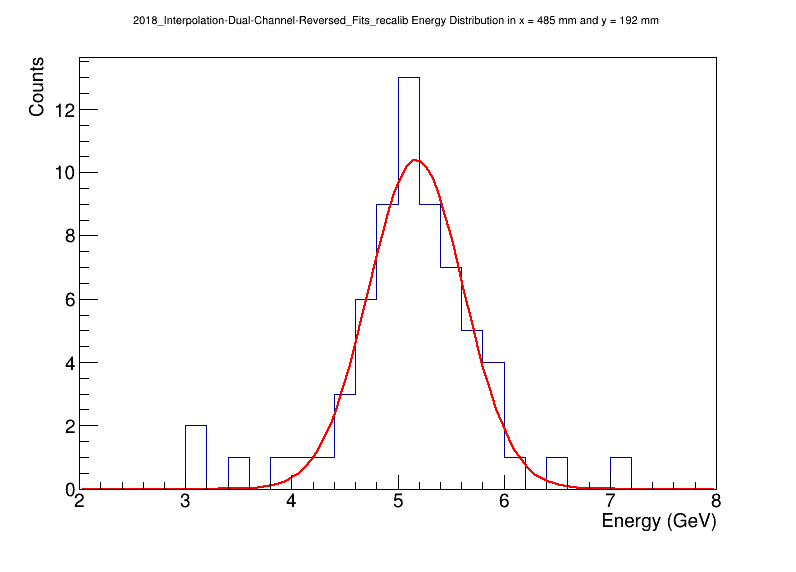 2018_Interpolation-Dual-Channel-Reversed_Fits_recalib Energy Distribution in x = 485 mm and y = 192 mm
Counts
12
10
8
6
4
2
0
2 3 4 5 6 7 8
Energy (GeV)